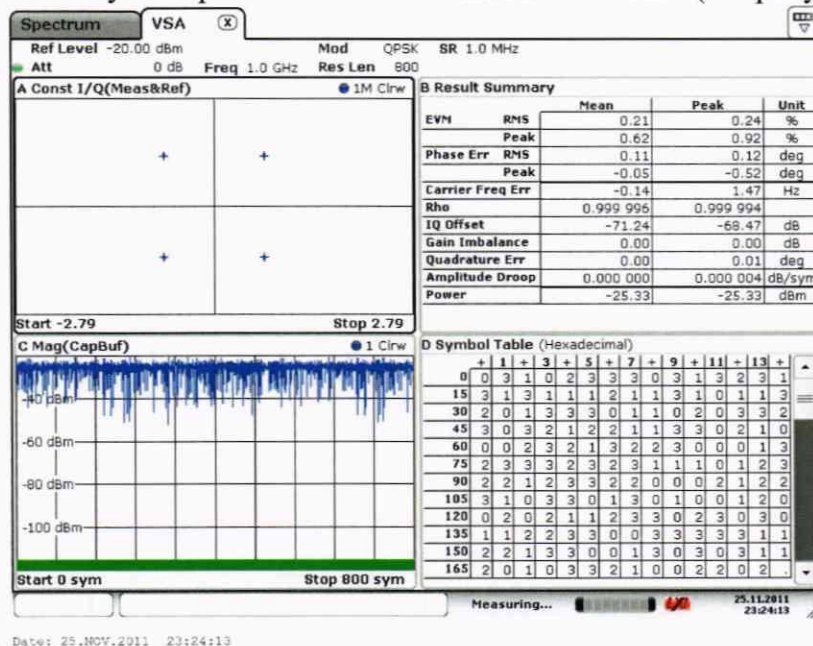 Spectrum VSA X
Ref Level -20.00 dBm Mod QPSK SR 1.0 MHz
Att 0 dB Freq 1.0 GHz Res Len 800
A Const I/Q(Meas&Ref) 1M Clrw
Start -2.79 Stop 2.79
B Result Summary
Mean Peak Unit
EVM RMS 0.21 0.24 %
Peak 0.62 0.92 %
Phase Err RMS 0.11 0.12 deg
Peak -0.05 -0.52 deg
Carrier Freq Err -0.14 1.47 Hz
Rho 0.999 996 0.999 994
IQ Offset -71.24 -68.47 dB
Gain Imbalance 0.00 0.00 dB
Quadrature Err 0.00 0.01 deg
Amplitude Droop 0.000 000 0.000 004 dB/sym
Power -25.33 -25.33 dBm
C Mag(CapBuf) 1 Clrw
-40 dBm
-60 dBm
-80 dBm
-100 dBm
Start 0 sym Stop 800 sym
D Symbol Table (Hexadecimal)
+ 1 + 3 + 5 + 7 + 9 + 11 + 13 +
0 0 3 1 0 2 3 3 3 0 3 1 3 2 3 1
15 3 1 3 1 1 1 2 1 1 3 1 0 1 1 3
30 2 0 1 3 3 3 0 1 1 0 2 0 3 3 2
45 3 0 3 2 1 2 2 1 1 3 3 0 2 1 0
60 0 0 2 3 2 1 3 2 2 3 0 0 0 1 3
75 2 3 3 3 2 3 2 3 1 1 1 0 1 2 3
90 2 2 1 2 2 3 2 2 0 0 0 2 1 2 2
105 3 1 0 3 3 0 1 3 0 1 0 0 1 2 0
120 0 2 0 2 1 1 2 3 3 0 2 3 0 3 0
135 1 1 2 2 3 3 0 0 3 3 3 3 3 1 1
150 2 2 1 3 3 0 0 1 3 0 3 0 3 1 1
165 2 0 1 0 3 3 2 1 0 0 2 2 0 2 .
Measuring... 25.11.2011
23:24:13
Date: 25.NOV.2011 23:24:13